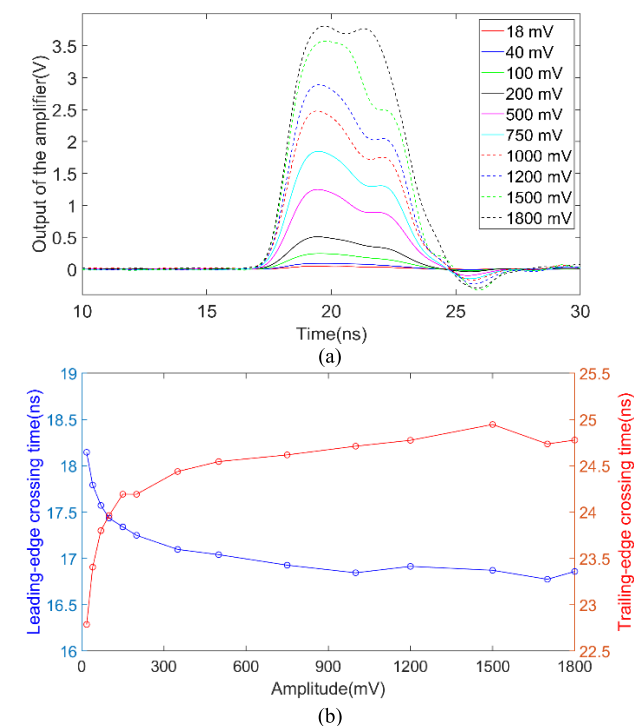 Output of the amplifier(V)
3.5
3
2.5
2
1.5
1
0.5
0
10
15
20
25
30
Time(ns)
18 mV
40 mV
100 mV
200 mV
500 mV
750 mV
1000 mV
1200 mV
1500 mV
1800 mV
(a)
Leading-edge crossing time(ns)
19
18.5
18
17.5
17
16.5
16
Trailing-edge crossing time(ns)
25.5
25
24.5
24
23.5
23
22.5
0
300
600
900
1200
1500
1800
Amplitude(mV)
(b)